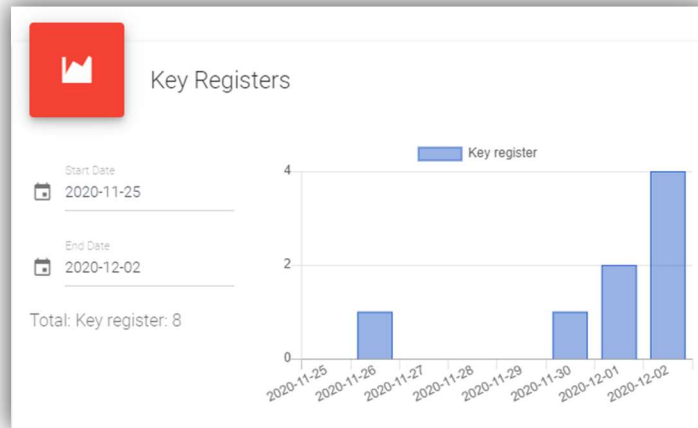 Key Registers
Start Date
2020-11-25
End Date
2020-12-02
Total: Key register: 8
Key register
4
2
0
2020-11-25
2020-11-26
2020-11-27
2020-11-28
2020-11-29
2020-11-30
2020-12-01
2020-12-02